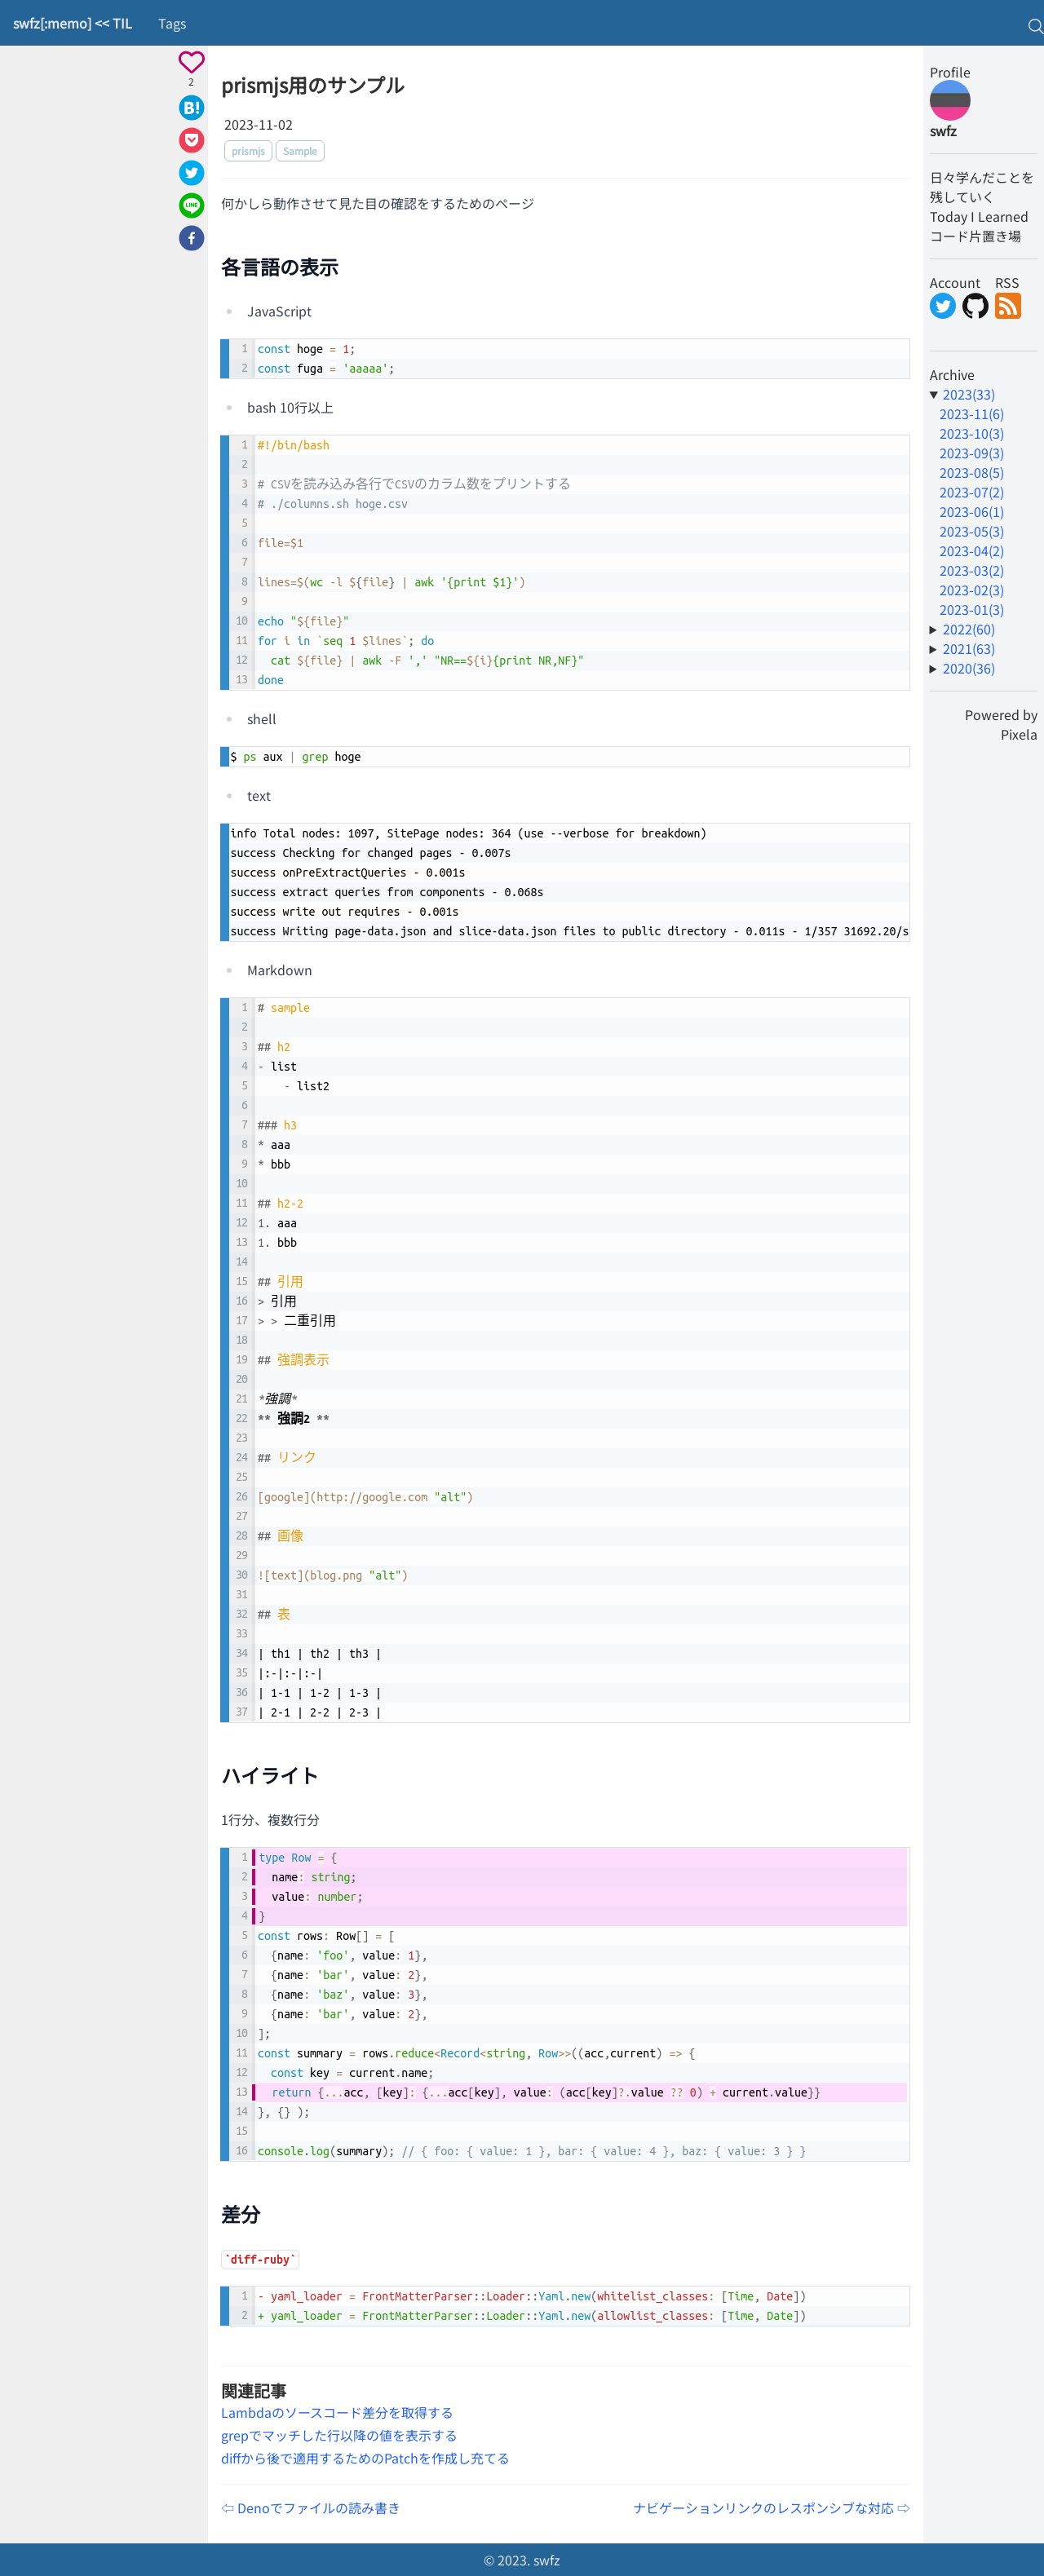 swfz[:memo] << TIL
Tags
2
B!
LINE
prismjs用のサンプル
2023-11-02
prismjs
Sample
何かしら動作させて見た目の確認をするためのページ
各言語の表示
JavaScript
1 const hoge = 1;
2 const fuga = 'aaaaa';
bash 10行以上
1 #!/bin/bash
2
3 # CSVを読み込み各行でCSVのカラム数をプリントする
4 # ./columns.sh hoge.csv
5
6 file=$1
7
8 lines=$(wc -l ${file} | awk '{print $1}')
9
10 echo "${file}"
11 for i in `seq 1 $lines`; do
12   cat ${file} | awk -F ',' "NR==${i}{print NR,NF}"
13 done
shell
$ ps aux | grep hoge
text
info Total nodes: 1097, SitePage nodes: 364 (use --verbose for breakdown)
success Checking for changed pages - 0.007s
success onPreExtractQueries - 0.001s
success extract queries from components - 0.068s
success write out requires - 0.001s
success Writing page-data.json and slice-data.json files to public directory - 0.011s - 1/357 31692.20/s
Markdown
1 # sample
2
3 ## h2
4 - list
5     - list2
6
7 ### h3
8 * aaa
9 * bbb
10
11 ## h2-2
12 1. aaa
13 1. bbb
14
15 ## 引用
16 > 引用
17 > > 二重引用
18
19 ## 強調表示
20
21 *強調*
22 ** 強調2 **
23
24 ## リンク
25
26 [google](http://google.com "alt")
27
28 ## 画像
29
30 ![text](blog.png "alt")
31
32 ## 表
33
34 | th1 | th2 | th3 |
35 |:-|:-|:-|
36 | 1-1 | 1-2 | 1-3 |
37 | 2-1 | 2-2 | 2-3 |
ハイライト
1行分、複数行分
1 type Row = {
2   name: string;
3   value: number;
4 }
5 const rows: Row[] = [
6   {name: 'foo', value: 1},
7   {name: 'bar', value: 2},
8   {name: 'baz', value: 3},
9   {name: 'bar', value: 2},
10 ];
11 const summary = rows.reduce<Record<string, Row>>((acc,current) => {
12   const key = current.name;
13   return {...acc, [key]: {...acc[key], value: (acc[key]?.value ?? 0) + current.value}}
14 }, {} );
15
16 console.log(summary); // { foo: { value: 1 }, bar: { value: 4 }, baz: { value: 3 } }
差分
`diff-ruby`
1 - yaml_loader = FrontMatterParser::Loader::Yaml.new(whitelist_classes: [Time, Date])
2 + yaml_loader = FrontMatterParser::Loader::Yaml.new(allowlist_classes: [Time, Date])
関連記事
Lambdaのソースコード差分を取得する
grepでマッチした行以降の値を表示する
diffから後で適用するためのPatchを作成し充てる
⇦ Denoでファイルの読み書き
ナビゲーションリンクのレスポンシブな対応 ⇨
Profile
swfz
日々学んだことを
残していく
Today I Learned
コード片置き場
Account
RSS
Archive
▼ 2023(33)
2023-11(6)
2023-10(3)
2023-09(3)
2023-08(5)
2023-07(2)
2023-06(1)
2023-05(3)
2023-04(2)
2023-03(2)
2023-02(3)
2023-01(3)
▶ 2022(60)
▶ 2021(63)
▶ 2020(36)
Powered by
Pixela
© 2023. swfz